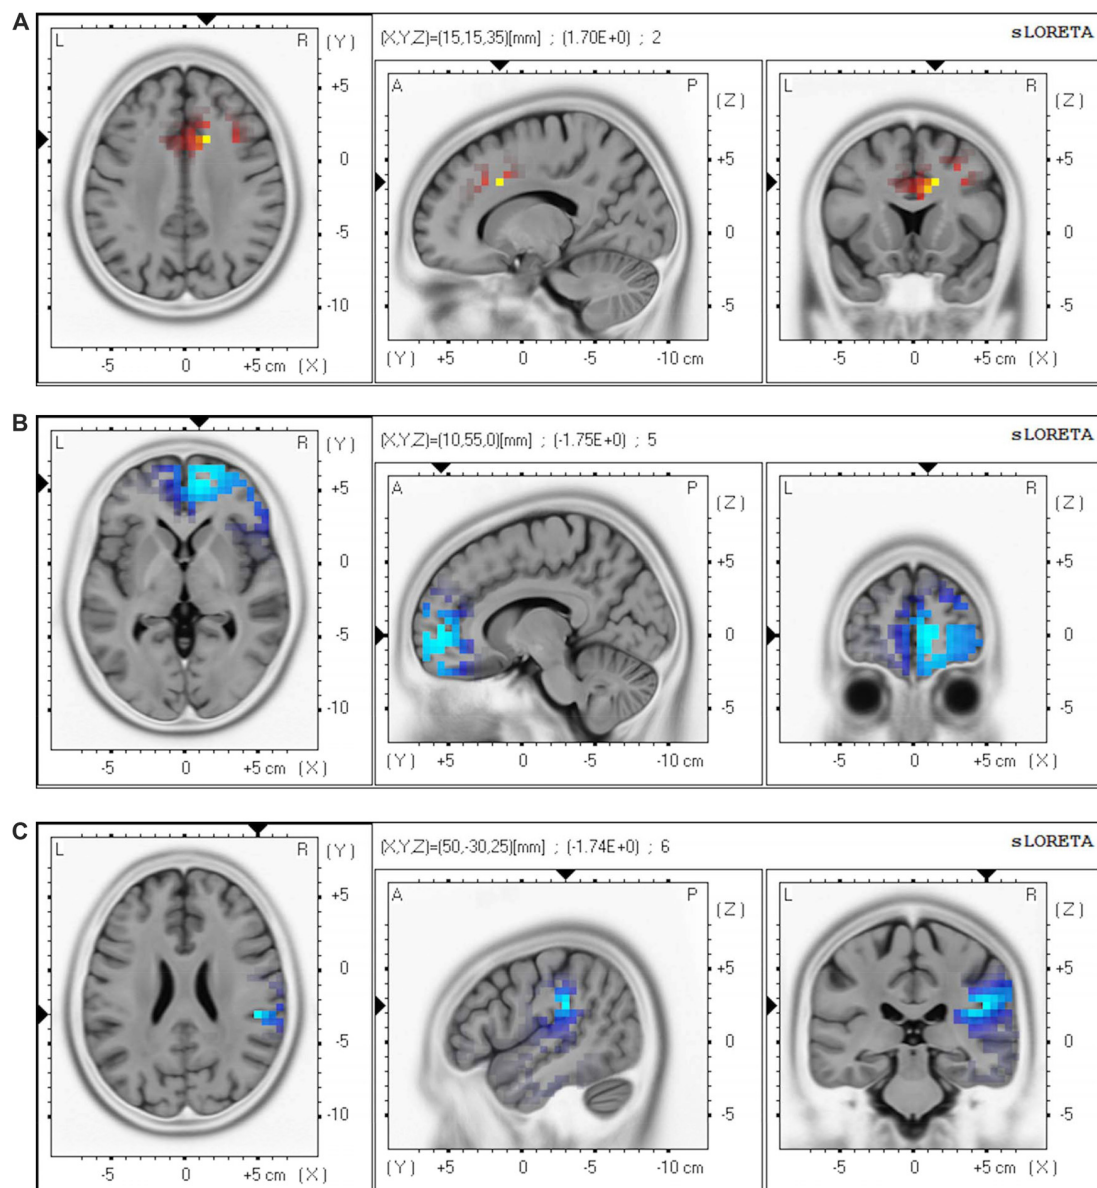 A
L R (Y)
+5
0
-5
-10
-5 0 +5 cm (X)
(X,Y,Z)=(15,15,35)[mm] ; (1.70E+0) ; 2
sLORETA
A P (Z)
+5
0
-5
(Y) +5 0 -5 -10 cm
L R (Z)
+5
0
-5
-5 0 +5 cm (X)
B
L R (Y)
+5
0
-5
-10
-5 0 +5 cm (X)
(X,Y,Z)=(10,55,0)[mm] ; (-1.75E+0) ; 5
sLORETA
A P (Z)
+5
0
-5
(Y) +5 0 -5 -10 cm
L R (Z)
+5
0
-5
-5 0 +5 cm (X)
C
L R (Y)
+5
0
-5
-10
-5 0 +5 cm (X)
(X,Y,Z)=(50,-30,25)[mm] ; (-1.74E+0) ; 6
sLORETA
A P (Z)
+5
0
-5
(Y) +5 0 -5 -10 cm
L R (Z)
+5
0
-5
-5 0 +5 cm (X)